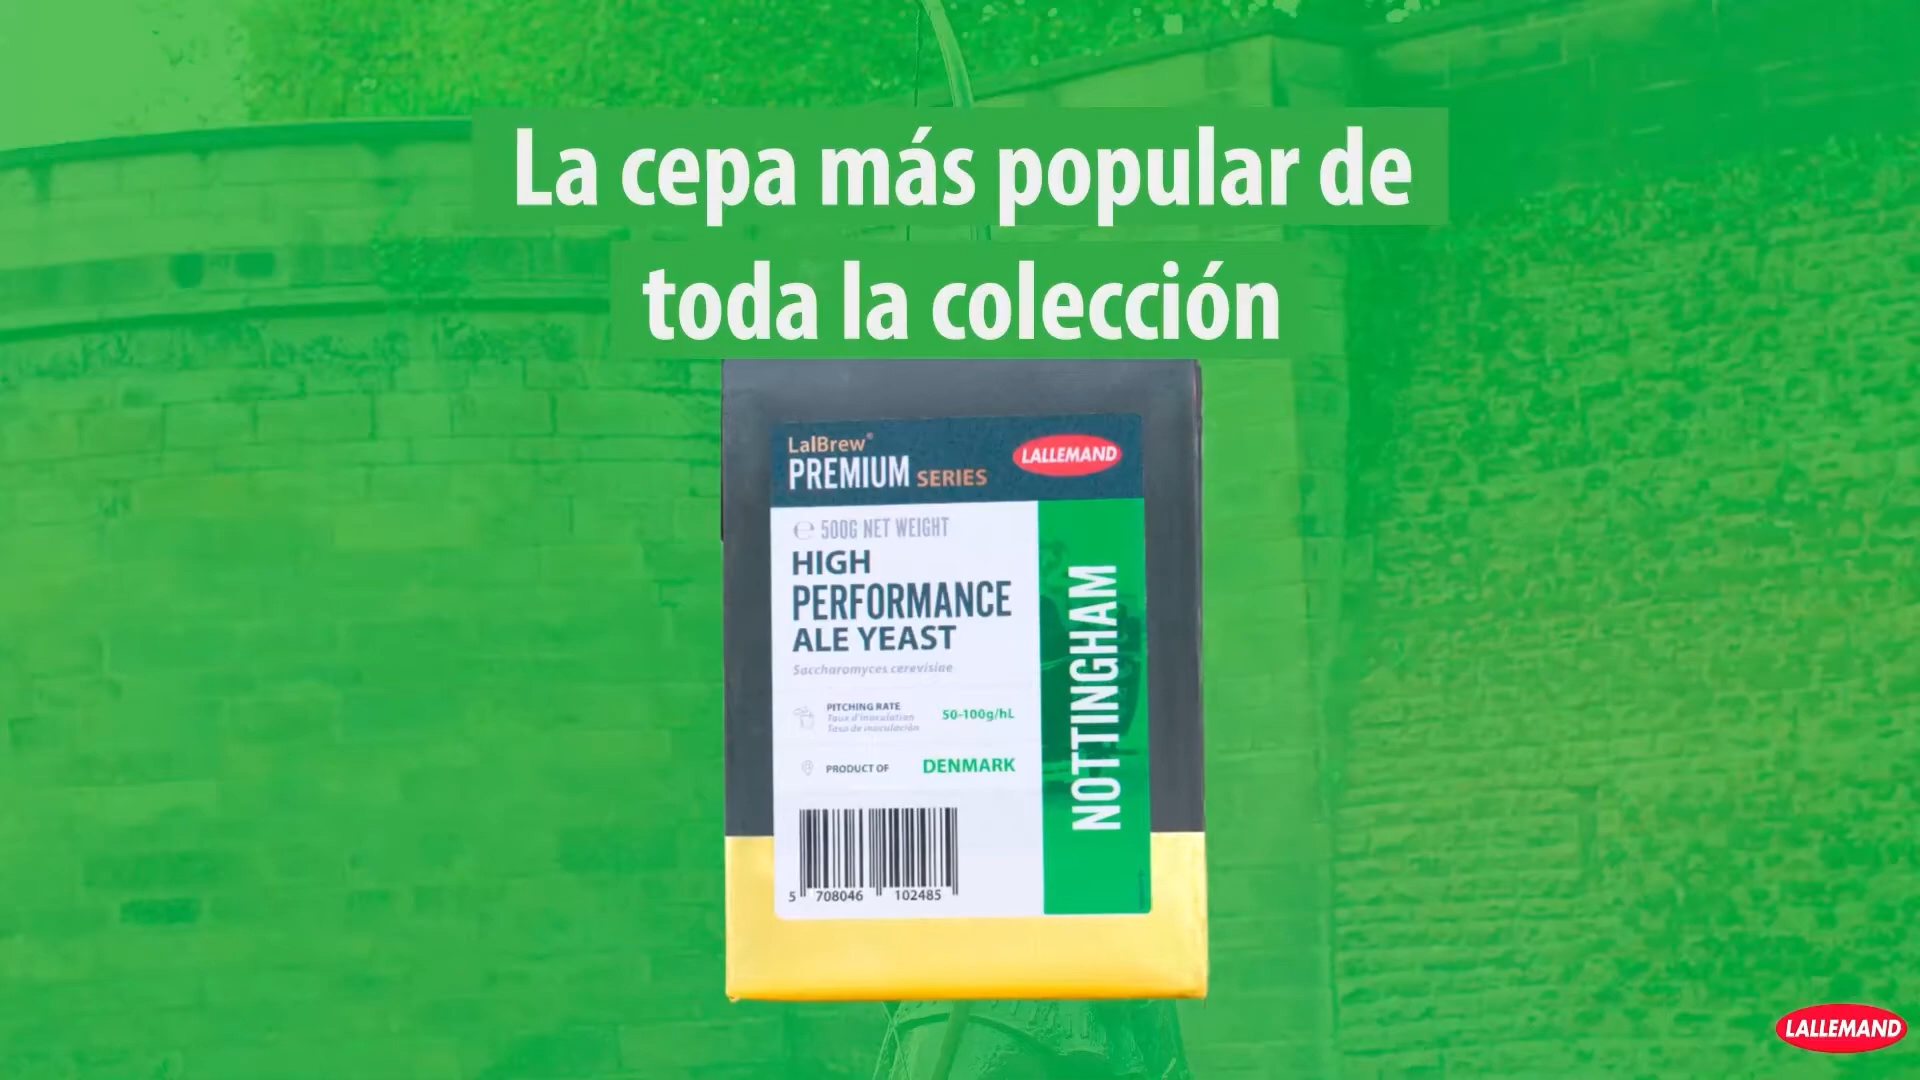 La cepa más popular de
toda la colección
LalBrew®
PREMIUM SERIES
LALLEMAND
℮ 500G NET WEIGHT
HIGH
PERFORMANCE
ALE YEAST
Saccharomyces cerevisiae
PITCHING RATE
Taux d'inoculation
Tasa de inoculación
50-100g/hL
PRODUCT OF
DENMARK
NOTTINGHAM
5 708046 102485
LALLEMAND